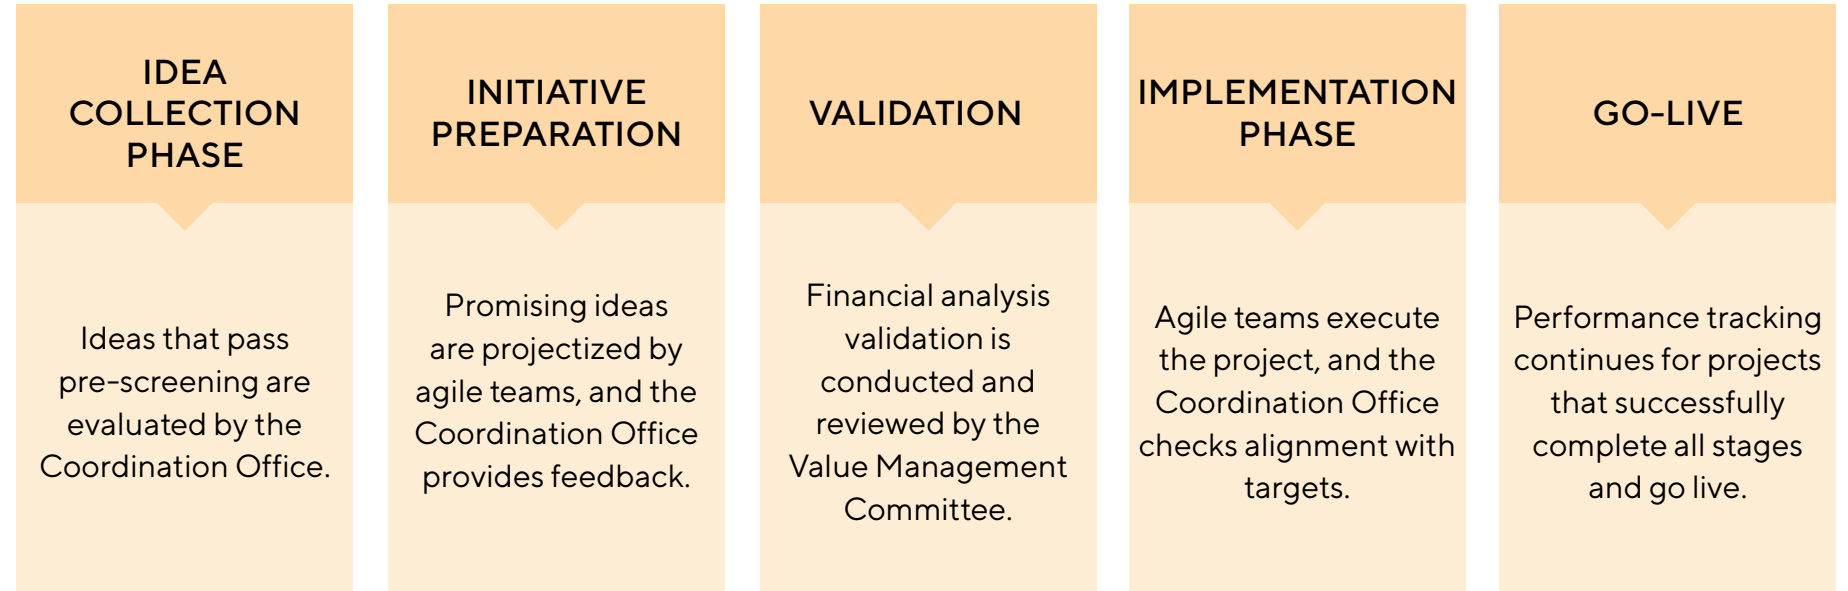 IDEA
COLLECTION
PHASE
Ideas that pass
pre-screening are
evaluated by the
Coordination Office.
INITIATIVE
PREPARATION
Promising ideas
are projectized by
agile teams, and the
Coordination Office
provides feedback.
VALIDATION
Financial analysis
validation is
conducted and
reviewed by the
Value Management
Committee.
IMPLEMENTATION
PHASE
Agile teams execute
the project, and the
Coordination Office
checks alignment with
targets.
GO-LIVE
Performance tracking
continues for projects
that successfully
complete all stages
and go live.